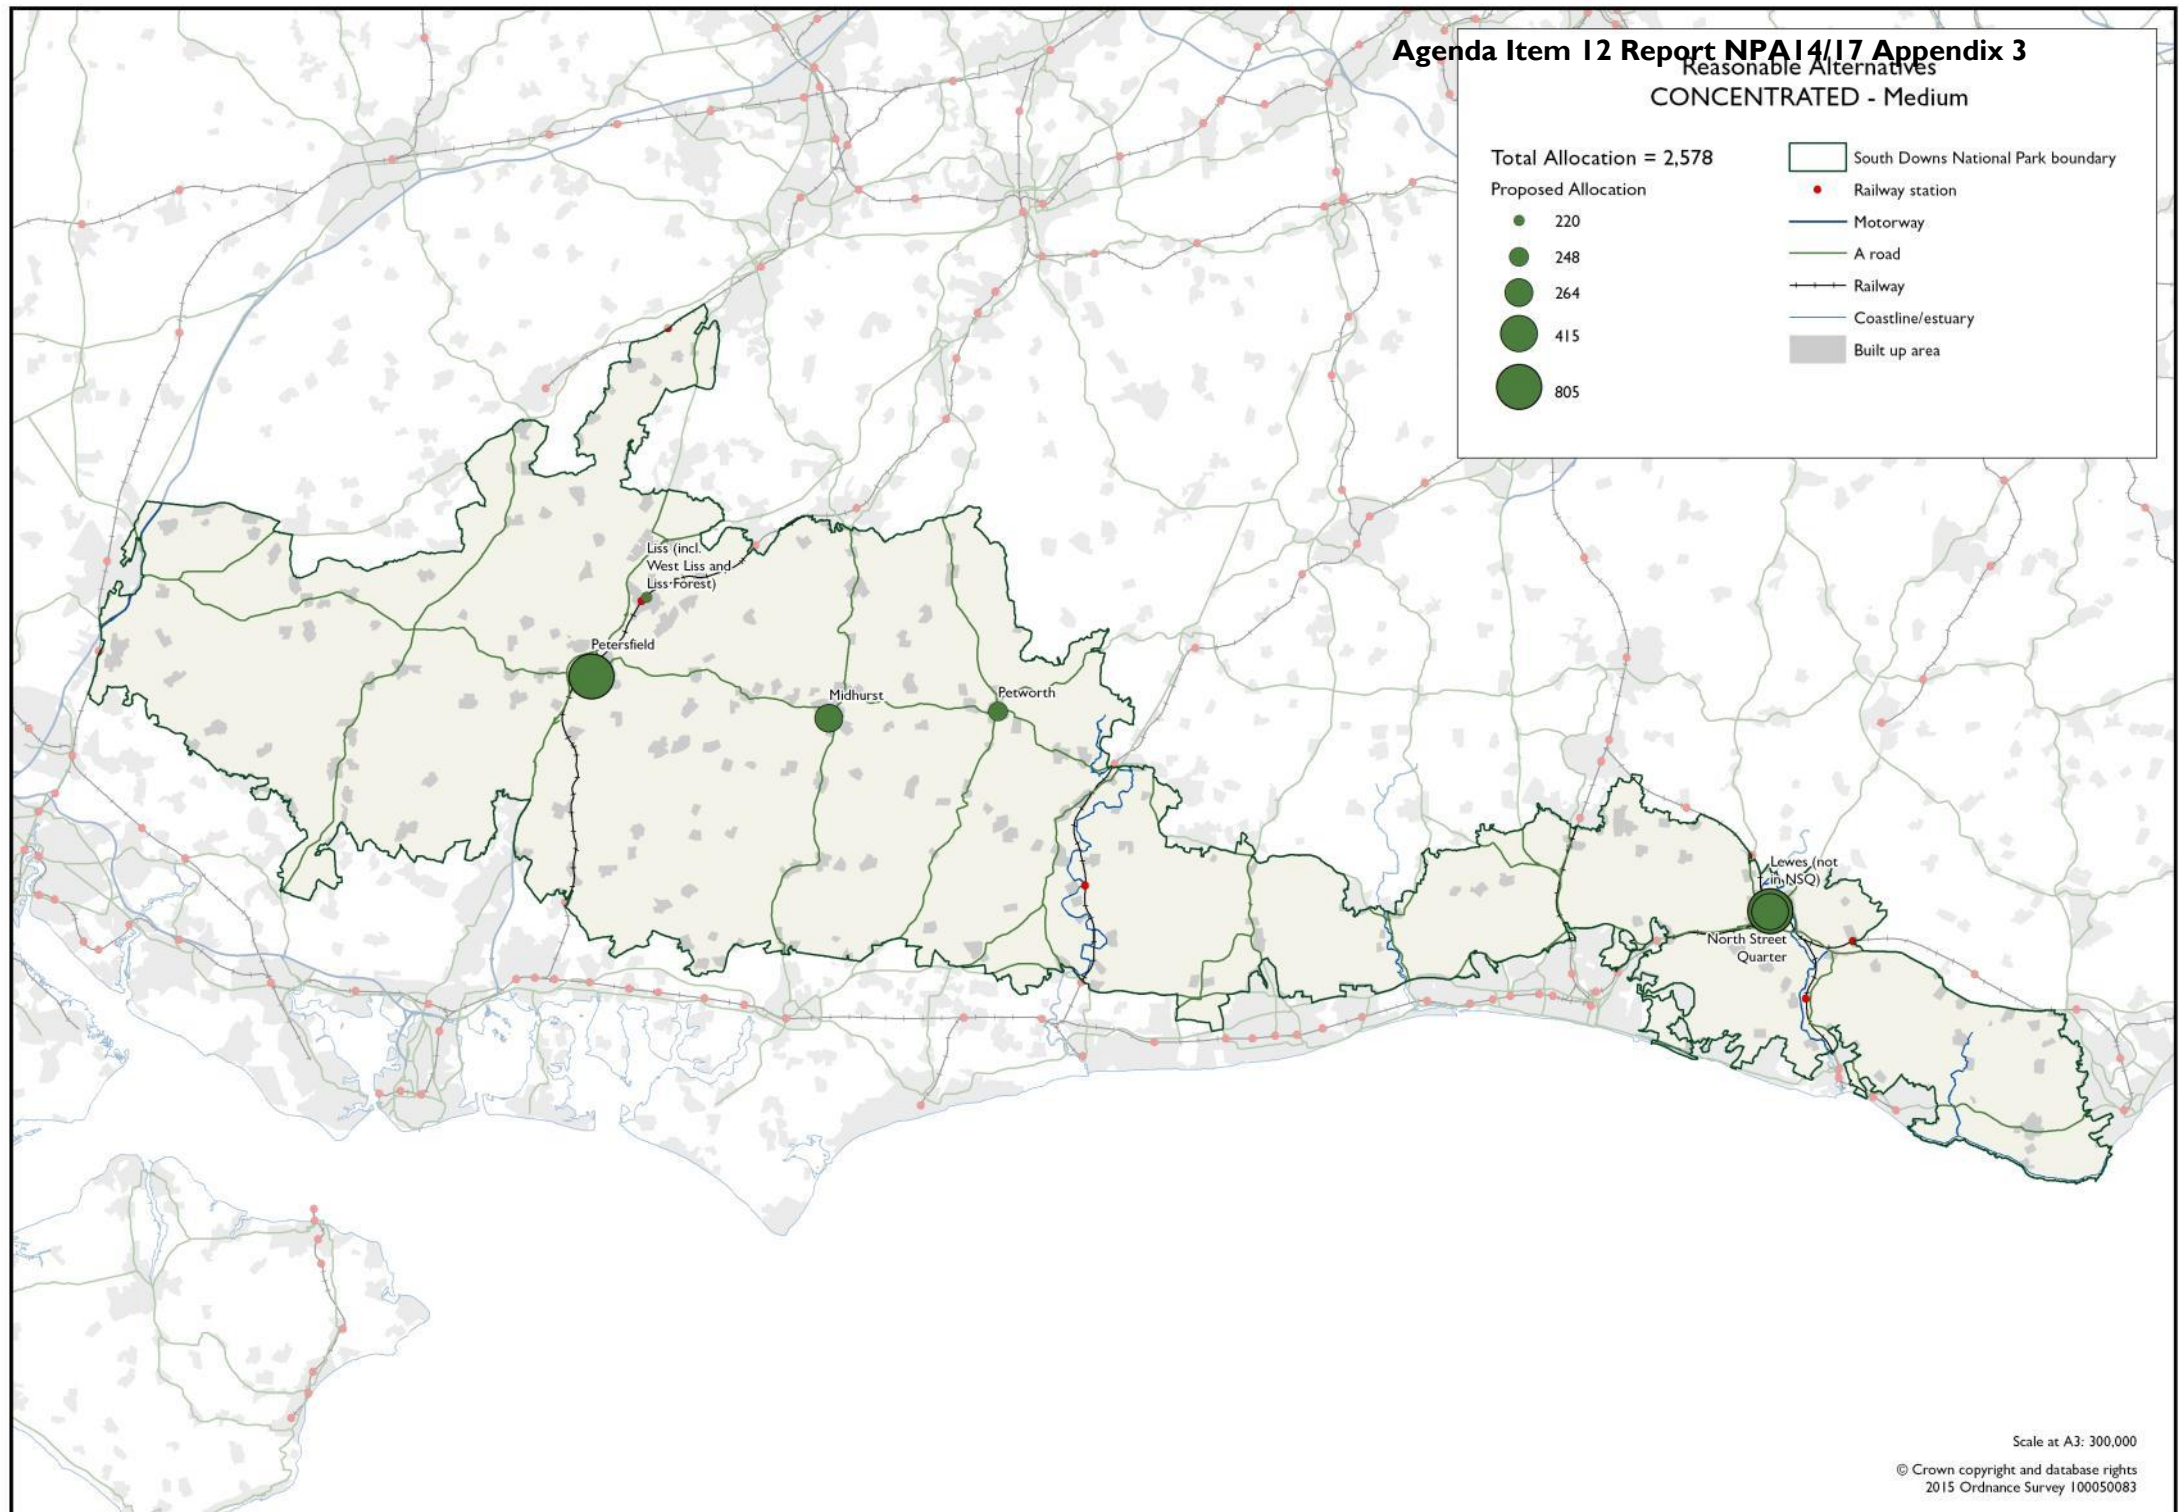 Agenda Item 12 Report NPA14/17 Appendix 3
Reasonable Alternatives
CONCENTRATED - Medium
Total Allocation = 2,578
Proposed Allocation
220
248
264
415
805
South Downs National Park boundary
Railway station
Motorway
A road
Railway
Coastline/estuary
Built up area
Liss (incl.
West Liss and
Liss Forest)
Petersfield
Midhurst
Petworth
Lewes (not
in NSQ)
North Street
Quarter
Scale at A3: 300,000
© Crown copyright and database rights
2015 Ordnance Survey 100050083